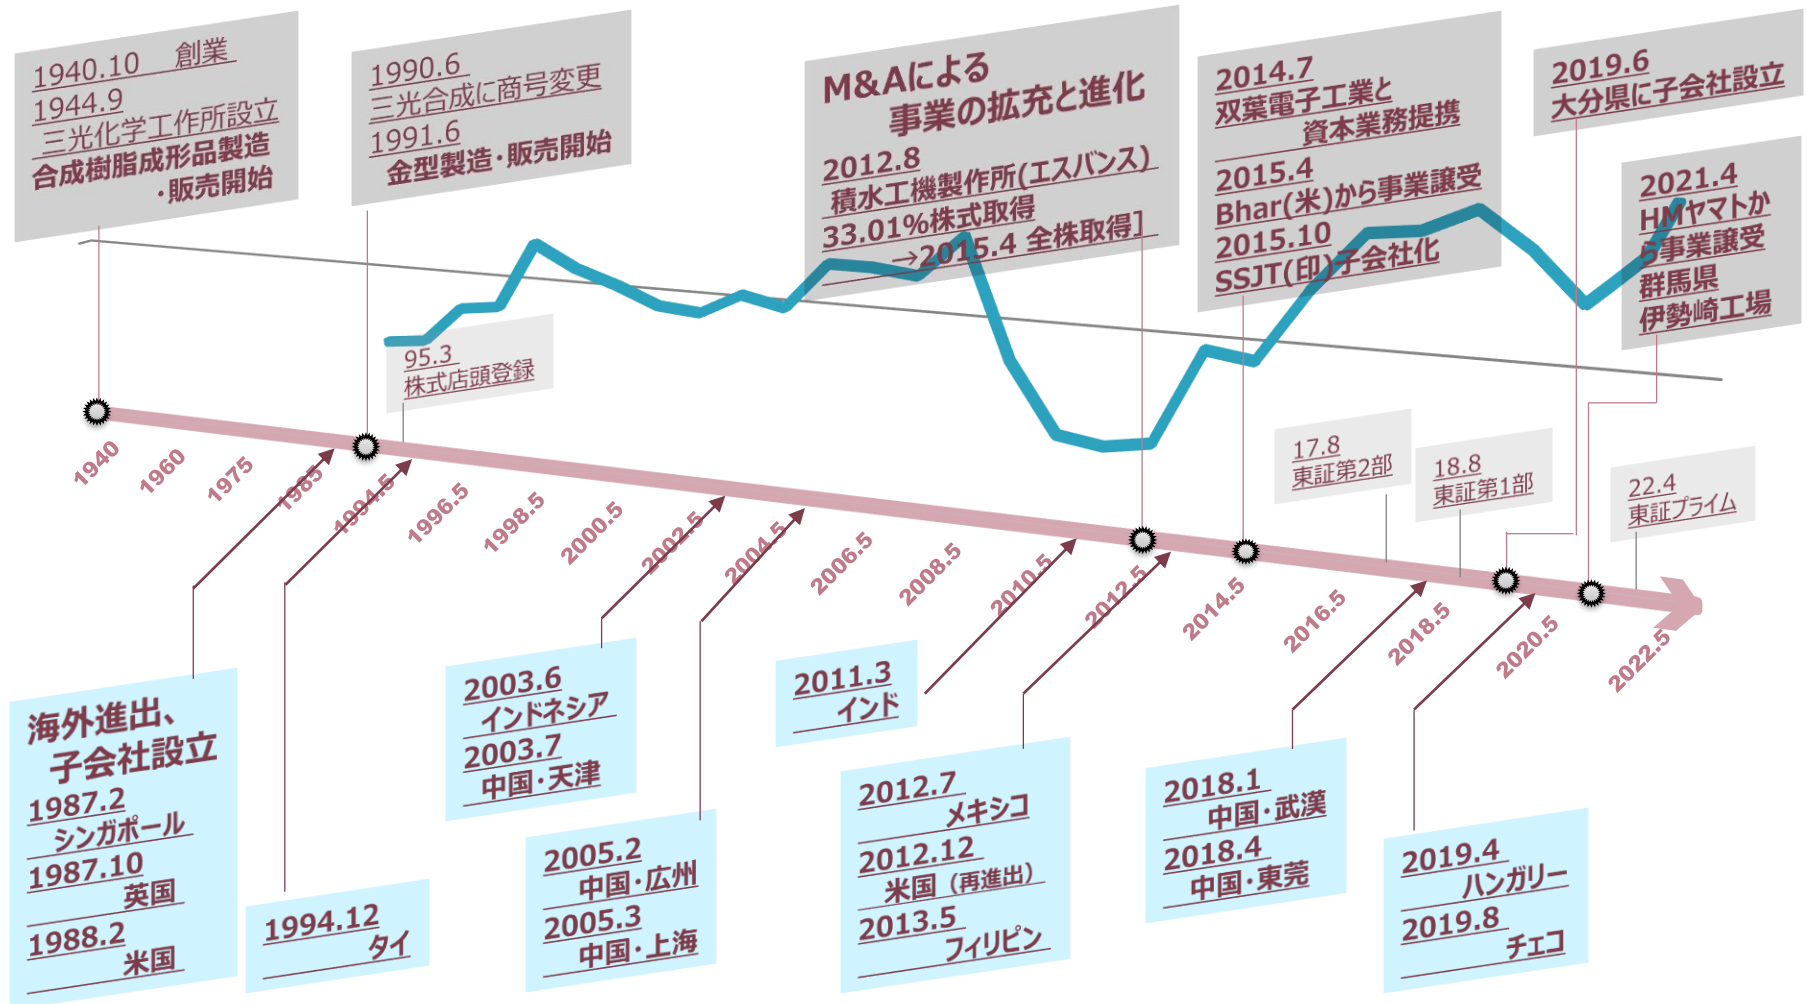 1940.10 創業
1944.9
三光化学工作所設立
合成樹脂成形品製造
・販売開始
1990.6
三光合成に商号変更
1991.6
金型製造・販売開始
M&Aによる
事業の拡充と進化
2012.8
積水工機製作所(エスバンス)
33.01%株式取得
→2015.4 全株取得]
2014.7
双葉電子工業と
資本業務提携
2015.4
Bhar(米)から事業譲受
2015.10
SSJT(印)子会社化
2019.6
大分県に子会社設立
2021.4
HMヤマトか
ら事業譲受
群馬県
伊勢崎工場
95.3
株式店頭登録
17.8
東証第2部
18.8
東証第1部
22.4
東証プライム
1940
1960
1975
1985
1994.5
1996.5
1998.5
2000.5
2002.5
2004.5
2006.5
2008.5
2010.5
2012.5
2014.5
2016.5
2018.5
2020.5
2022.5
海外進出、
子会社設立
1987.2
シンガポール
1987.10
英国
1988.2
米国
1994.12
タイ
2003.6
インドネシア
2003.7
中国・天津
2005.2
中国・広州
2005.3
中国・上海
2011.3
インド
2012.7
メキシコ
2012.12
米国（再進出）
2013.5
フィリピン
2018.1
中国・武漢
2018.4
中国・東莞
2019.4
ハンガリー
2019.8
チェコ